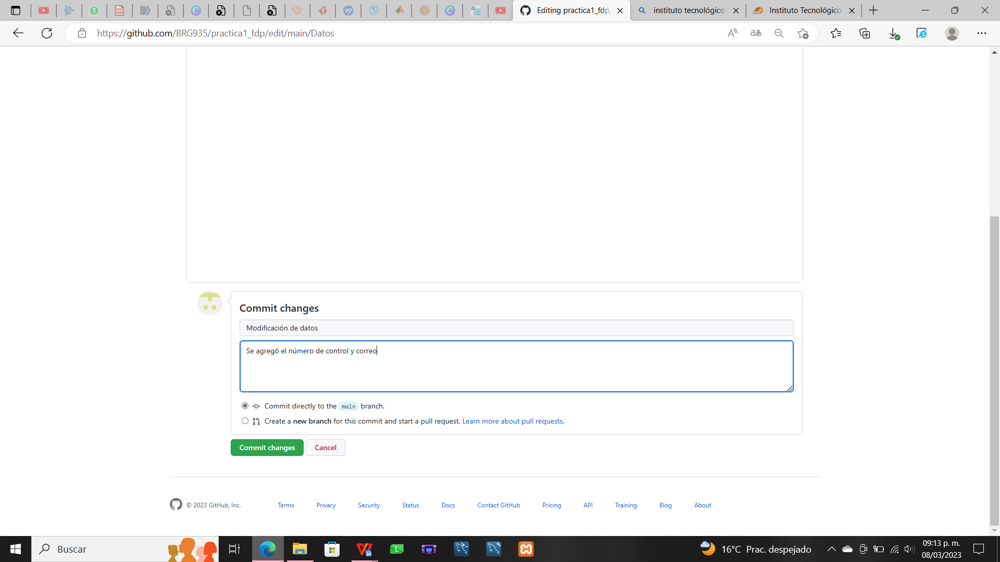 Editing practica1_fdp/
instituto tecnológico
Instituto Tecnológico
https://github.com/BRG935/practica1_fdp/edit/main/Datos
Commit changes
Modificación de datos
Se agregó el número de control y correo
Commit directly to the main branch.
Create a new branch for this commit and start a pull request. Learn more about pull requests.
Commit changes
Cancel
© 2023 GitHub, Inc.
Terms
Privacy
Security
Status
Docs
Contact GitHub
Pricing
API
Training
Blog
About
Buscar
16°C Prac. despejado
09:13 p. m.
08/03/2023